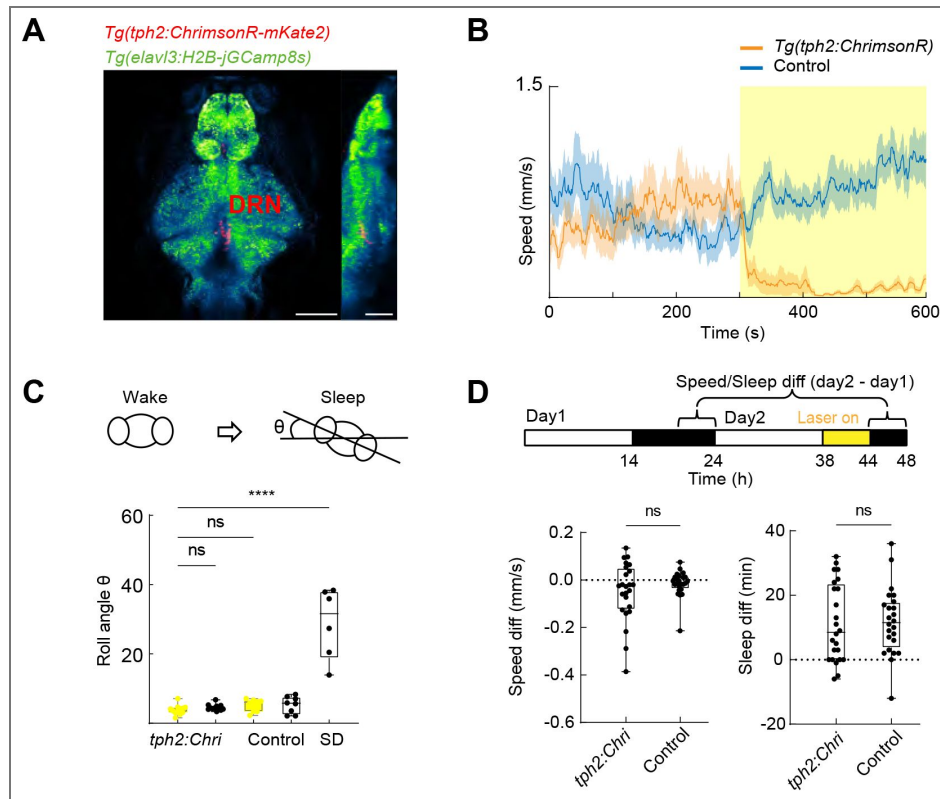 A
Tg(tph2:ChrimsonR-mKate2)
Tg(elavl3:H2B-jGCamp8s)
DRN
B
Tg(tph2:ChrimsonR)
Control
1.5
Speed (mm/s)
0 200 400 600
Time (s)
C
Wake
Sleep
θ
****
ns
ns
60
40
20
Roll angle θ
tph2:Chri Control SD
D
Speed/Sleep diff (day2 - day1)
Day1 Day2 Laser on
14 24 38 44 48
Time (h)
ns
0.2
0.0
-0.2
-0.4
-0.6
Speed diff (mm/s)
tph2:Chri
Control
ns
40
20
0
-20
Sleep diff (min)
tph2:Chri
Control